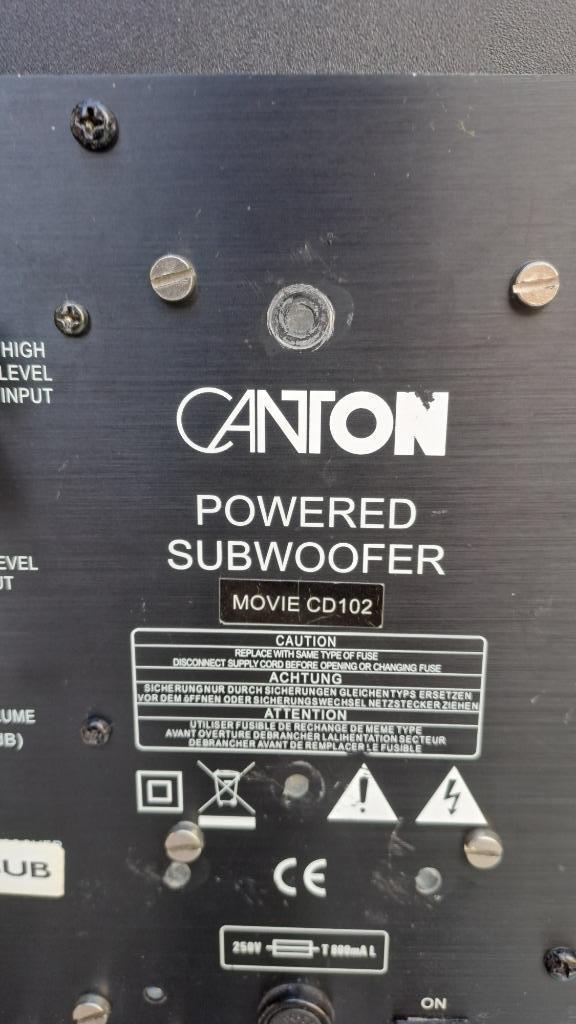 HIGH
LEVEL
INPUT
CANTON
POWERED
SUBWOOFER
MOVIE CD102
CAUTION
REPLACE WITH SAME TYPE OF FUSE
DISCONNECT SUPPLY CORD BEFORE OPENING OR CHANGING FUSE
ACHTUNG
SICHERUNG NUR DURCH SICHERUNGEN GLEICHEN TYPS ERSETZEN
VOR DEM öFFNEN ODER SICHERUNGSWECHSEL NETZSTECKER ZIEHEN
ATTENTION
UTILISER FUSIBLE DE RECHANGE DE MEME TYPE
AVANT OVERTURE DEBRANCHER LALIHENTATION SECTEUR
DEBRANCHER AVANT DE REMPLACER LE FUSIBLE
CE
250V T 800mA L
ON